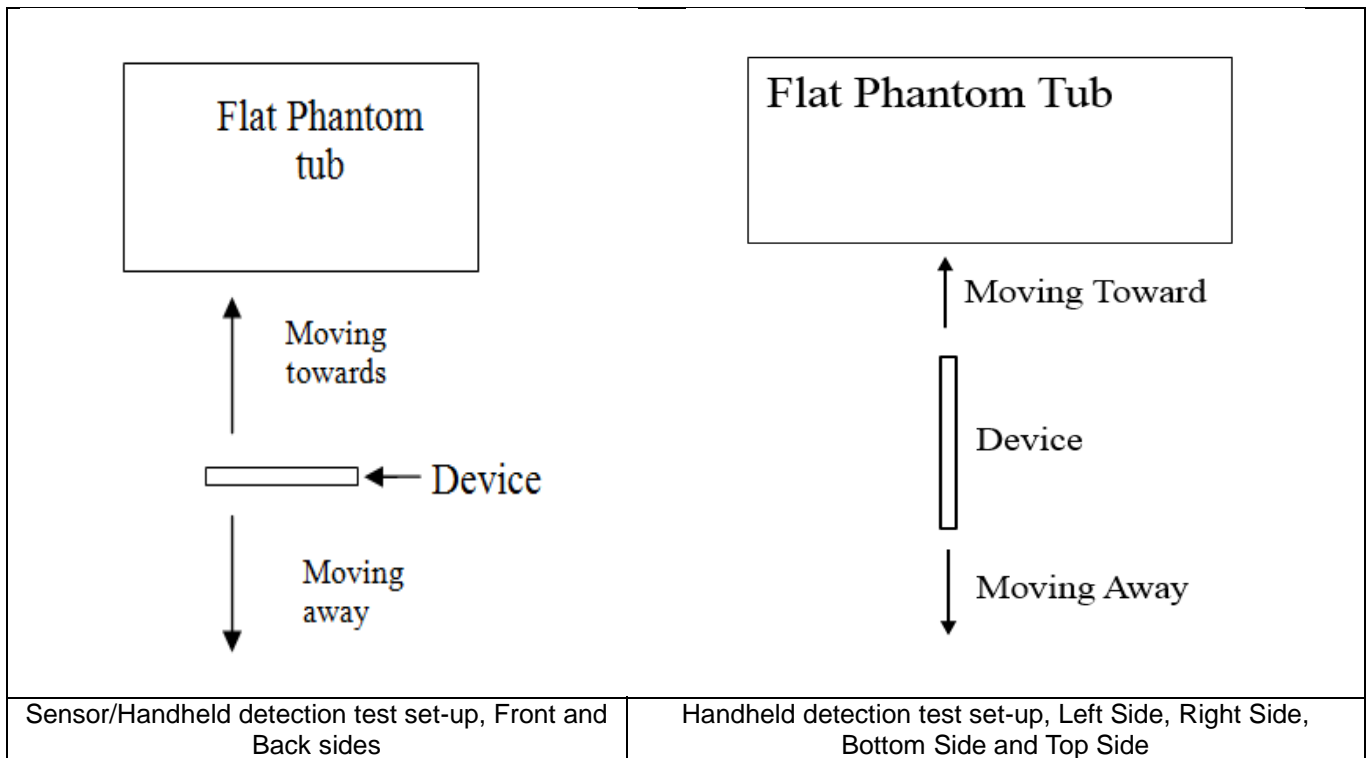 Flat Phantom
tub
Moving
towards
Device
Moving
away
Flat Phantom Tub
Moving Toward
Device
Moving Away
Sensor/Handheld detection test set-up, Front and
Back sides
Handheld detection test set-up, Left Side, Right Side,
Bottom Side and Top Side